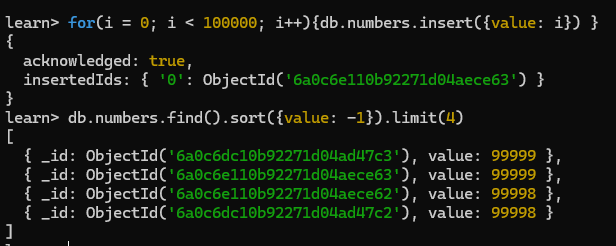 learn> for(i = 0; i < 100000; i++){db.numbers.insert({value: i}) }
{
  acknowledged: true,
  insertedIds: { '0': ObjectId('6a0c6e110b92271d04aece63') }
}
learn> db.numbers.find().sort({value: -1}).limit(4)
[
  { _id: ObjectId('6a0c6dc10b92271d04ad47c3'), value: 99999 },
  { _id: ObjectId('6a0c6e110b92271d04aece63'), value: 99999 },
  { _id: ObjectId('6a0c6e110b92271d04aece62'), value: 99998 },
  { _id: ObjectId('6a0c6dc10b92271d04ad47c2'), value: 99998 }
]